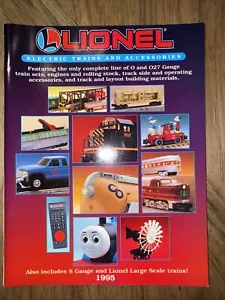 LIONEL
ELECTRIC TRAINS AND ACCESSORIES
Featuring the only complete line of O and O27 Gauge
train sets, engines and rolling stock, track side and operating
accessories, and track and layout building materials.
Also includes S Gauge and Lionel Large Scale trains!
1995